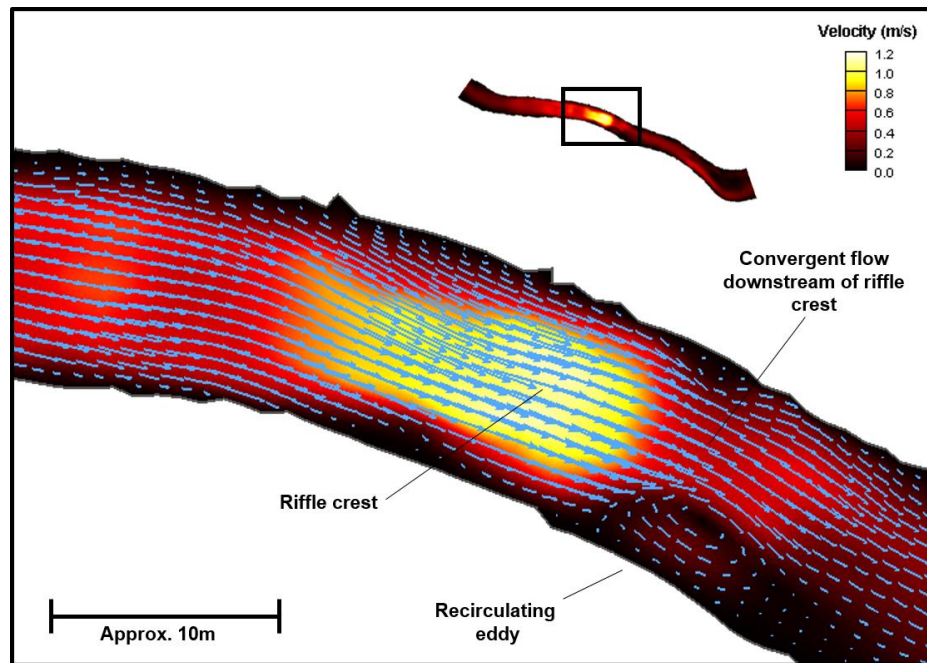 Velocity (m/s)
1.2
1.0
0.8
0.6
0.4
0.2
0.0
Convergent flow
downstream of riffle
crest
Riffle crest
Recirculating
eddy
Approx. 10m